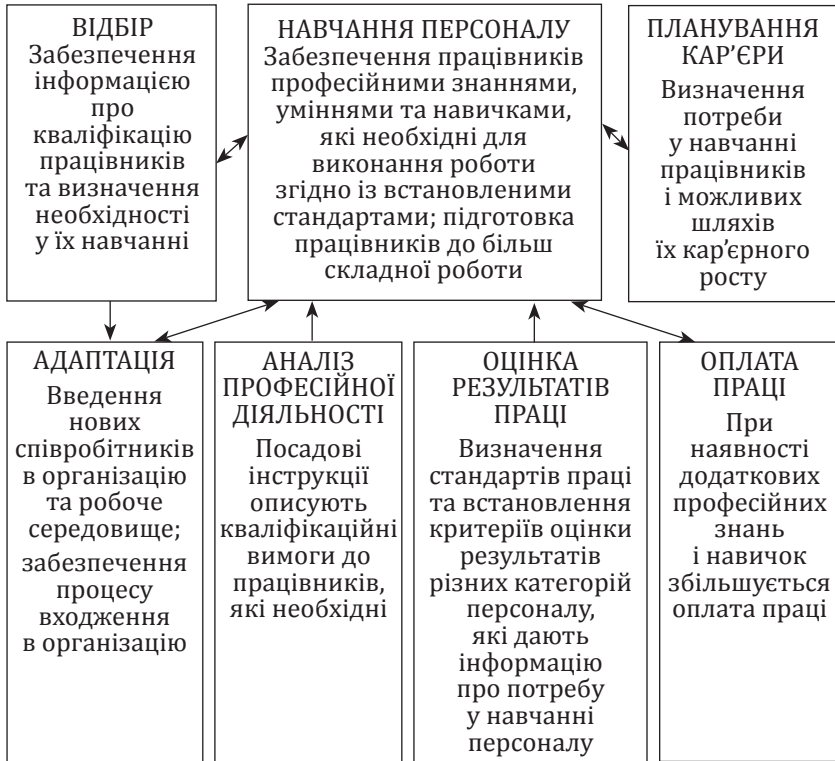 ВІДБІР
Забезпечення
інформацією
про
кваліфікацію
працівників
та визначення
необхідності
у їх навчанні
НАВЧАННЯ ПЕРСОНАЛУ
Забезпечення працівників
професійними знаннями,
уміннями та навичками,
які необхідні для
виконання роботи
згідно із встановленими
стандартами; підготовка
працівників до більш
складної роботи
ПЛАНУВАННЯ
КАР’ЄРИ
Визначення
потреби
у навчанні
працівників
і можливих
шляхів
їх кар’єрного
росту
АДАПТАЦІЯ
Введення
нових
співробітників
в організацію
та робоче
середовище;
забезпечення
процесу
входження
в організацію
АНАЛІЗ
ПРОФЕСІЙНОЇ
ДІЯЛЬНОСТІ
Посадові
інструкції
описують
кваліфікаційні
вимоги до
працівників,
які необхідні
ОЦІНКА
РЕЗУЛЬТАТІВ
ПРАЦІ
Визначення
стандартів праці
та встановлення
критеріїв оцінки
результатів
різних категорій
персоналу,
які дають
інформацію
про потребу
у навчанні
персоналу
ОПЛАТА
ПРАЦІ
При
наявності
додаткових
професійних
знань
і навичок
збільшується
оплата праці